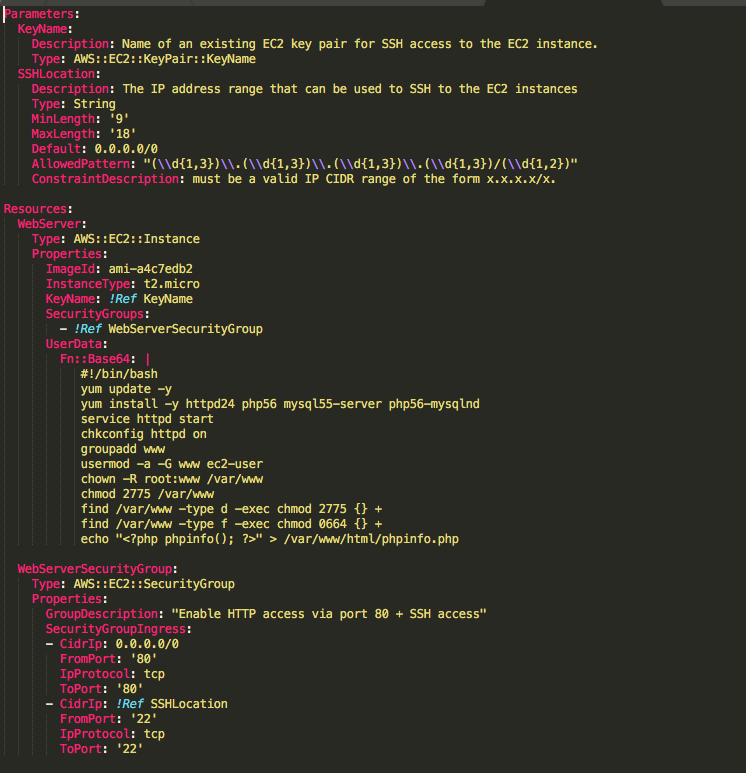 Parameters:
  KeyName:
    Description: Name of an existing EC2 key pair for SSH access to the EC2 instance.
    Type: AWS::EC2::KeyPair::KeyName
  SSHLocation:
    Description: The IP address range that can be used to SSH to the EC2 instances
    Type: String
    MinLength: '9'
    MaxLength: '18'
    Default: 0.0.0.0/0
    AllowedPattern: "(\\d{1,3})\\.(\\d{1,3})\\.(\\d{1,3})\\.(\\d{1,3})/(\\d{1,2})"
    ConstraintDescription: must be a valid IP CIDR range of the form x.x.x.x/x.

Resources:
  WebServer:
    Type: AWS::EC2::Instance
    Properties:
      ImageId: ami-a4c7edb2
      InstanceType: t2.micro
      KeyName: !Ref KeyName
      SecurityGroups:
        - !Ref WebServerSecurityGroup
      UserData:
        Fn::Base64: |
           #!/bin/bash
           yum update -y
           yum install -y httpd24 php56 mysql55-server php56-mysqlnd
           service httpd start
           chkconfig httpd on
           groupadd www
           usermod -a -G www ec2-user
           chown -R root:www /var/www
           chmod 2775 /var/www
           find /var/www -type d -exec chmod 2775 {} +
           find /var/www -type f -exec chmod 0664 {} +
           echo "<?php phpinfo(); ?>" > /var/www/html/phpinfo.php

  WebServerSecurityGroup:
    Type: AWS::EC2::SecurityGroup
    Properties:
      GroupDescription: "Enable HTTP access via port 80 + SSH access"
      SecurityGroupIngress:
      - CidrIp: 0.0.0.0/0
        FromPort: '80'
        IpProtocol: tcp
        ToPort: '80'
      - CidrIp: !Ref SSHLocation
        FromPort: '22'
        IpProtocol: tcp
        ToPort: '22'